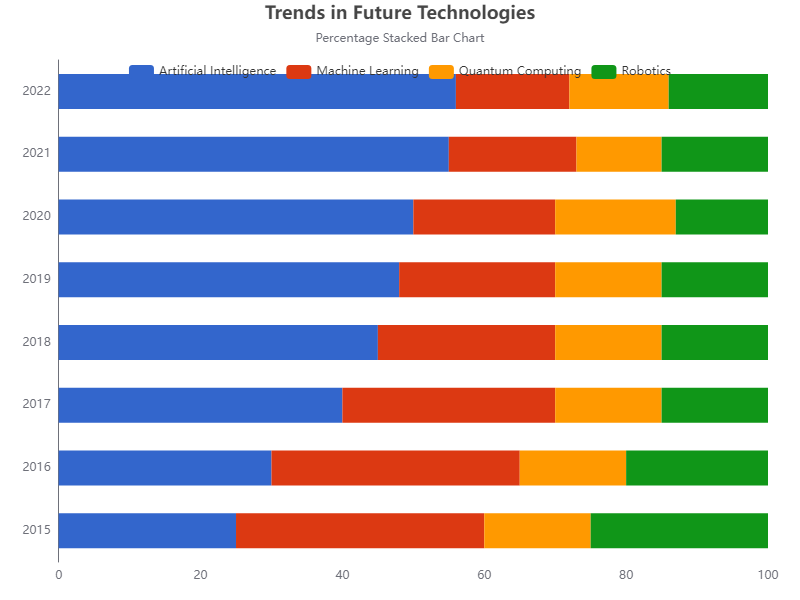 Trends in Future Technologies
Percentage Stacked Bar Chart
Artificial Intelligence Machine Learning Quantum Computing Robotics
2022
2021
2020
2019
2018
2017
2016
2015
0 20 40 60 80 100